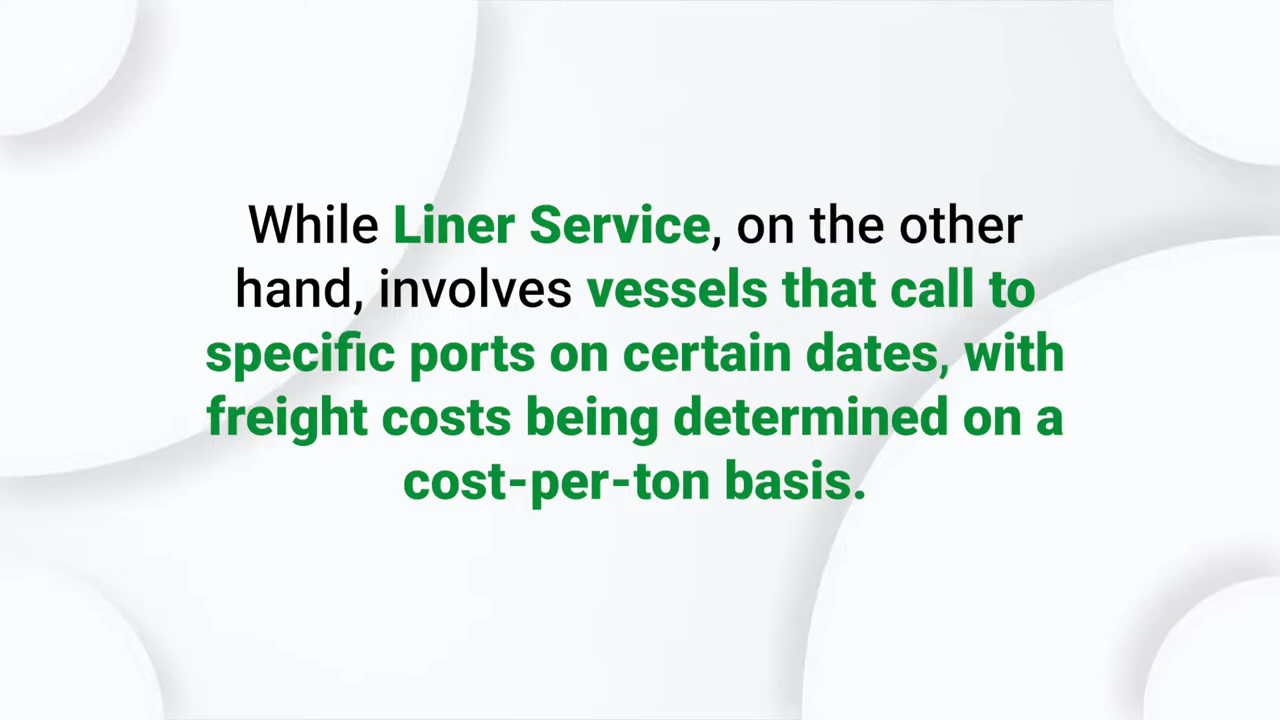 While Liner Service, on the other
hand, involves vessels that call to
specific ports on certain dates, with
freight costs being determined on a
cost-per-ton basis.